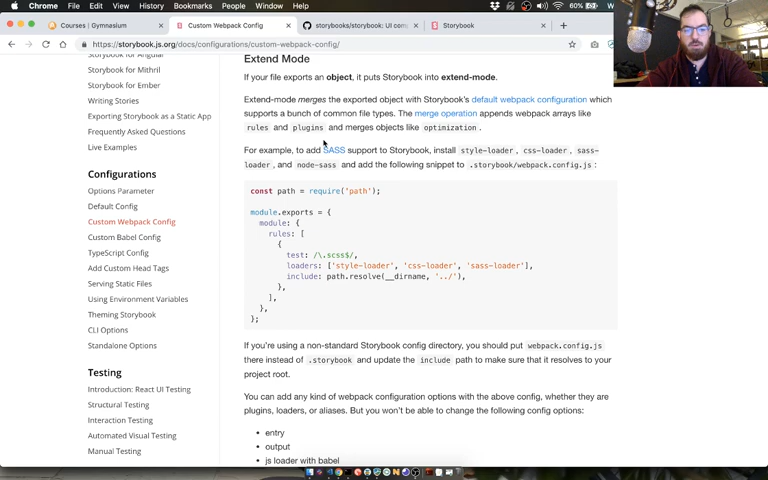 Chrome File Edit View History Bookmarks People Window Help 60%
Courses | Gymnasium
Custom Webpack Config
storybooks/storybook: UI com
Storybook
https://storybook.js.org/docs/configurations/custom-webpack-config/
Storybook for Angular
Storybook for Mithril
Storybook for Ember
Writing Stories
Exporting Storybook as a Static App
Frequently Asked Questions
Live Examples
Configurations
Options Parameter
Default Config
Custom Webpack Config
Custom Babel Config
TypeScript Config
Add Custom Head Tags
Serving Static Files
Using Environment Variables
Theming Storybook
CLI Options
Standalone Options
Testing
Introduction: React UI Testing
Structural Testing
Interaction Testing
Automated Visual Testing
Manual Testing
Extend Mode
If your file exports an object, it puts Storybook into extend-mode.
Extend-mode merges the exported object with Storybook's default webpack configuration which
supports a bunch of common file types. The merge operation appends webpack arrays like
rules and plugins and merges objects like optimization .
For example, to add SASS support to Storybook, install style-loader , css-loader , sass-
loader , and node-sass and add the following snippet to .storybook/webpack.config.js :
const path = require('path');
module.exports = {
module: {
rules: [
{
test: /\.scss$/,
loaders: ['style-loader', 'css-loader', 'sass-loader'],
include: path.resolve(__dirname, '../'),
},
],
},
};
If you're using a non-standard Storybook config directory, you should put webpack.config.js
there instead of .storybook and update the include path to make sure that it resolves to your
project root.
You can add any kind of webpack configuration options with the above config, whether they are
plugins, loaders, or aliases. But you won't be able to change the following config options:
• entry
• output
• js loader with babel